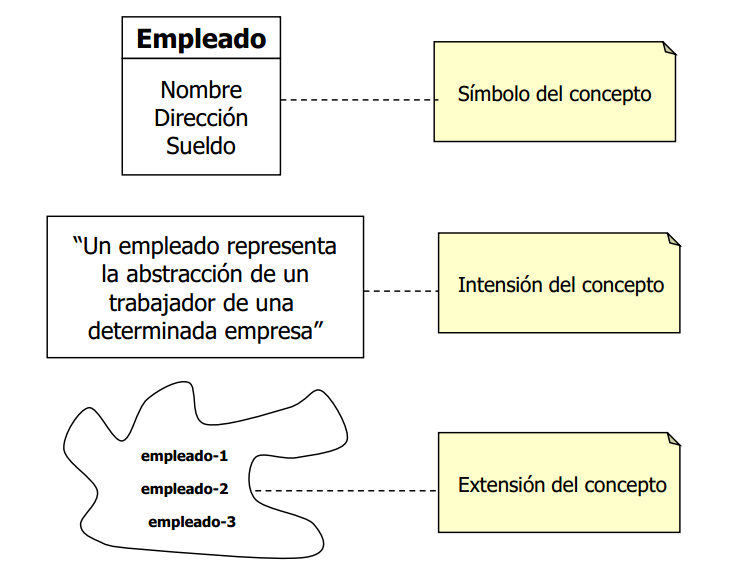 Empleado
Nombre
Dirección
Sueldo
Símbolo del concepto
“Un empleado representa
la abstracción de un
trabajador de una
determinada empresa”
Intensión del concepto
empleado-1
empleado-2
empleado-3
Extensión del concepto